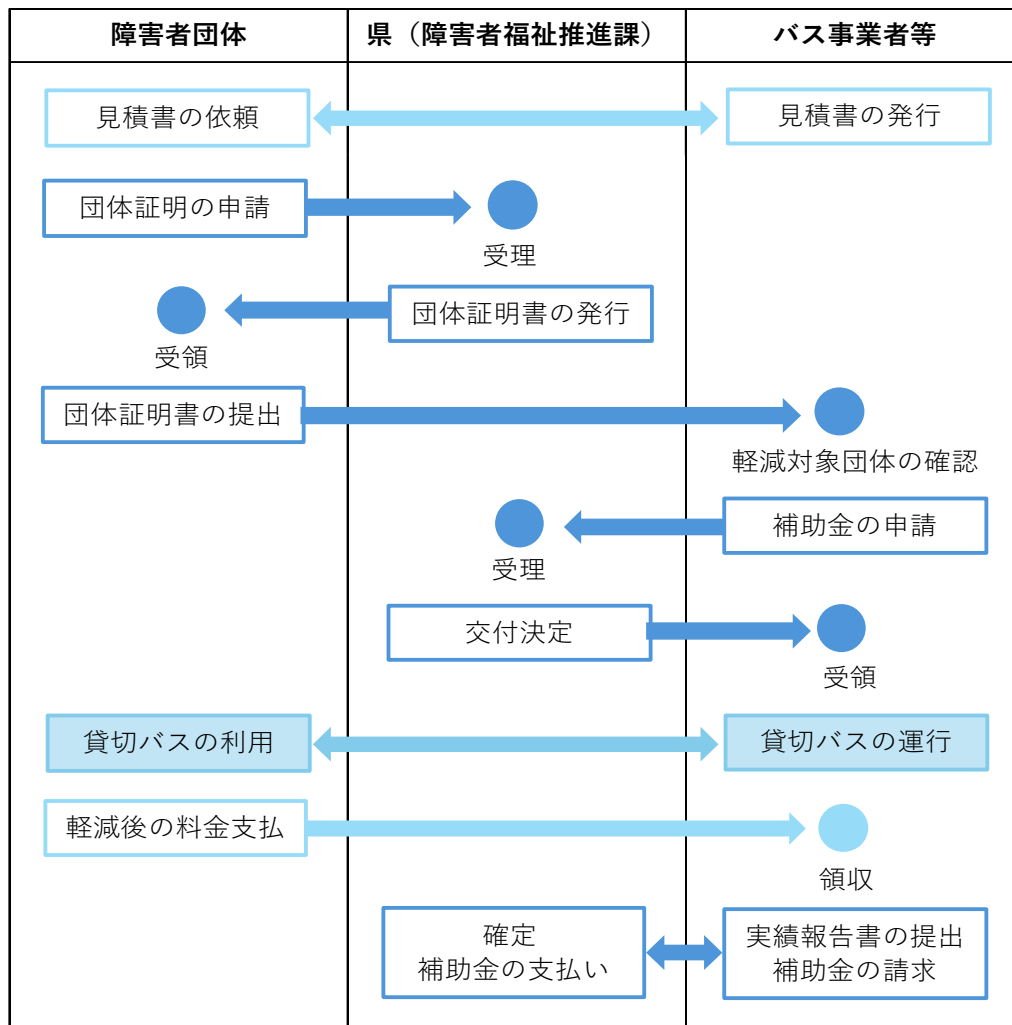 障害者団体
県（障害者福祉推進課）
バス事業者等
見積書の依頼
見積書の発行
団体証明の申請
受理
団体証明書の発行
受領
団体証明書の提出
軽減対象団体の確認
補助金の申請
受理
交付決定
受領
貸切バスの利用
貸切バスの運行
軽減後の料金支払
領収
確定
補助金の支払い
実績報告書の提出
補助金の請求